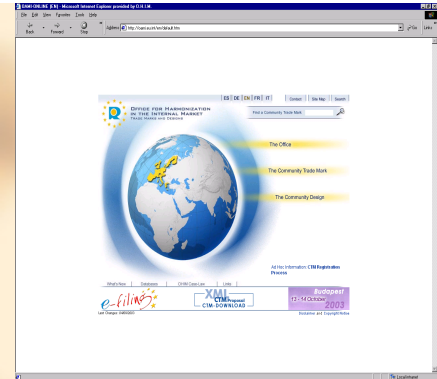 OAMI-ONLINE [EN] - Microsoft Internet Explorer provided by O.H.I.M.
File Edit View Favorites Tools Help
Back Forward Stop
Address
Go Links
ES DE EN FR IT
Contact Site Map Search
OFFICE FOR HARMONIZATION
IN THE INTERNAL MARKET
TRADE MARKS AND DESIGNS
Find a Community Trade Mark
The Office
The Community Trade Mark
The Community Design
Ad Hoc Information: CTM Registration
Process
What's New Databases OHIM Case Law Links
e-filing
XML
CTM Proposal
CTM-DOWNLOAD
Budapest
13 - 14 October
2003
Disclaimer and Copyright Notice
Local intranet